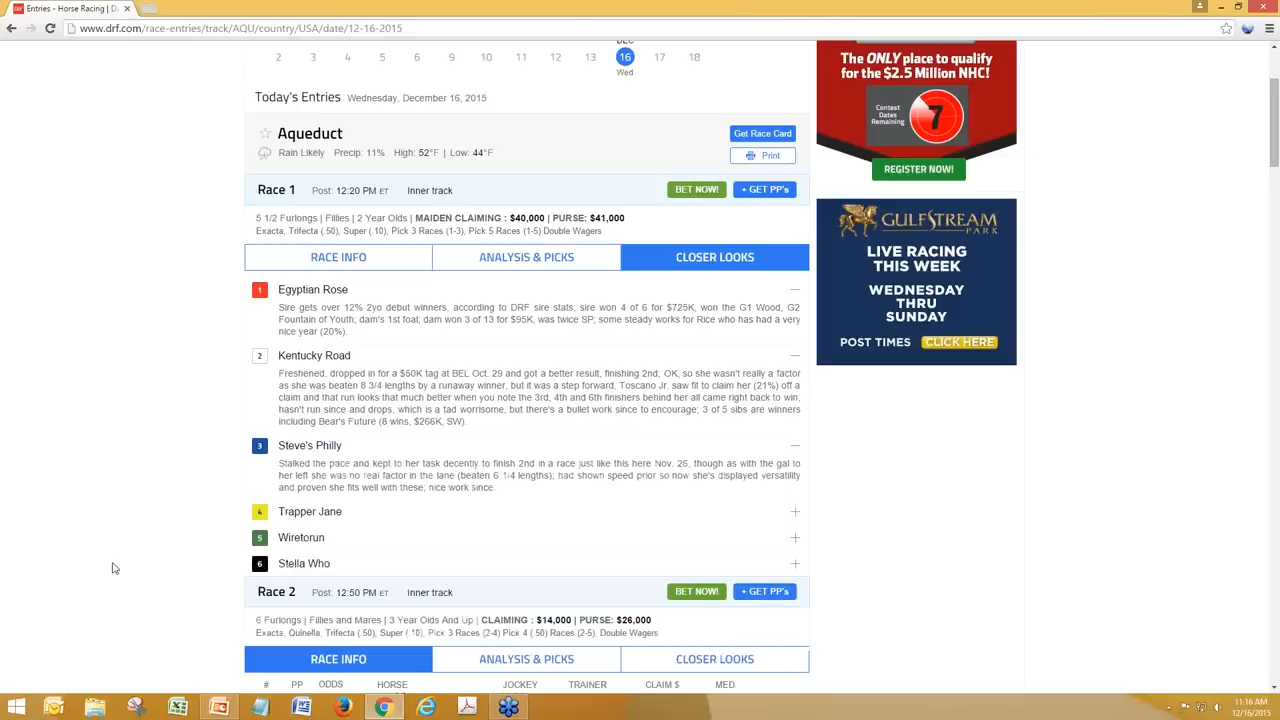 Entries - Horse Racing | Da
www.drf.com/race-entries/track/AQU/country/USA/date/12-16-2015
DEC
2 3 4 5 6 9 10 11 12 13 16 17 18
Wed
Today's Entries Wednesday, December 16, 2015
Aqueduct
Get Race Card
Rain Likely Precip: 11% High: 52°F | Low: 44°F
Print
Race 1 Post: 12:20 PM ET Inner track BET NOW! + GET PP's
5 1/2 Furlongs | Fillies | 2 Year Olds | MAIDEN CLAIMING : $40,000 | PURSE: $41,000
Exacta, Trifecta (.50), Super (.10), Pick 3 Races (1-3), Pick 5 Races (1-5) Double Wagers
RACE INFO ANALYSIS & PICKS CLOSER LOOKS
1 Egyptian Rose
Sire gets over 12% 2yo debut winners, according to DRF sire stats; sire won 4 of 6 for $725K, won the G1 Wood, G2
Fountain of Youth, dam's 1st foal; dam won 3 of 13 for $95K, was twice SP; some steady works for Rice who has had a very
nice year (20%).
2 Kentucky Road
Freshened, dropped in for a $50K tag at BEL Oct. 29 and got a better result, finishing 2nd; OK, so she wasn't really a factor
as she was beaten 8 3/4 lengths by a runaway winner, but it was a step forward, Toscano Jr. saw fit to claim her (21%) off a
claim and that run looks that much better when you note the 3rd, 4th and 6th finishers behind her all came right back to win;
hasn't run since and drops, which is a tad worrisome, but there's a bullet work since to encourage; 3 of 5 sibs are winners
including Bear's Future (8 wins, $266K, SW).
3 Steve's Philly
Stalked the pace and kept to her task decently to finish 2nd in a race just like this here Nov. 26, though as with the gal to
her left she was no real factor in the lane (beaten 6 1/4 lengths); had shown speed prior so now she's displayed versatility
and proven she fits well with these; nice work since.
4 Trapper Jane
5 Wiretorun
6 Stella Who
Race 2 Post: 12:50 PM ET Inner track BET NOW! + GET PP's
6 Furlongs | Fillies and Mares | 3 Year Olds And Up | CLAIMING : $14,000 | PURSE: $26,000
Exacta, Quinella, Trifecta (.50), Super (.10), Pick 3 Races (2-4) Pick 4 (.50) Races (2-5), Double Wagers
RACE INFO ANALYSIS & PICKS CLOSER LOOKS
# PP ODDS HORSE JOCKEY TRAINER CLAIM $ MED
The ONLY place to qualify
for the $2.5 Million NHC!
Contest
Dates
Remaining
7
REGISTER NOW!
GULFSTREAM
PARK
LIVE RACING
THIS WEEK
WEDNESDAY
THRU
SUNDAY
POST TIMES CLICK HERE
11:16 AM
12/16/2015